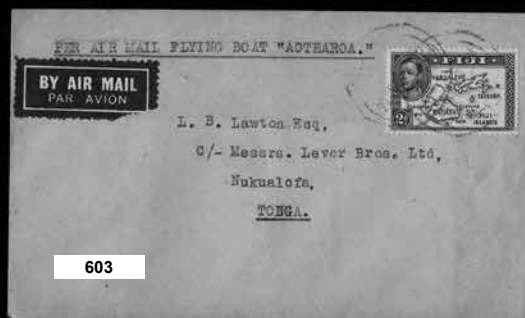 PER AIR MAIL FLYING BOAT "AOTEAROA."
BY AIR MAIL
PAR AVION
FIJI
L. B. Lawton Esq,
C/- Messrs. Lever Bros. Ltd,
Nukualofa,
TONGA.
603